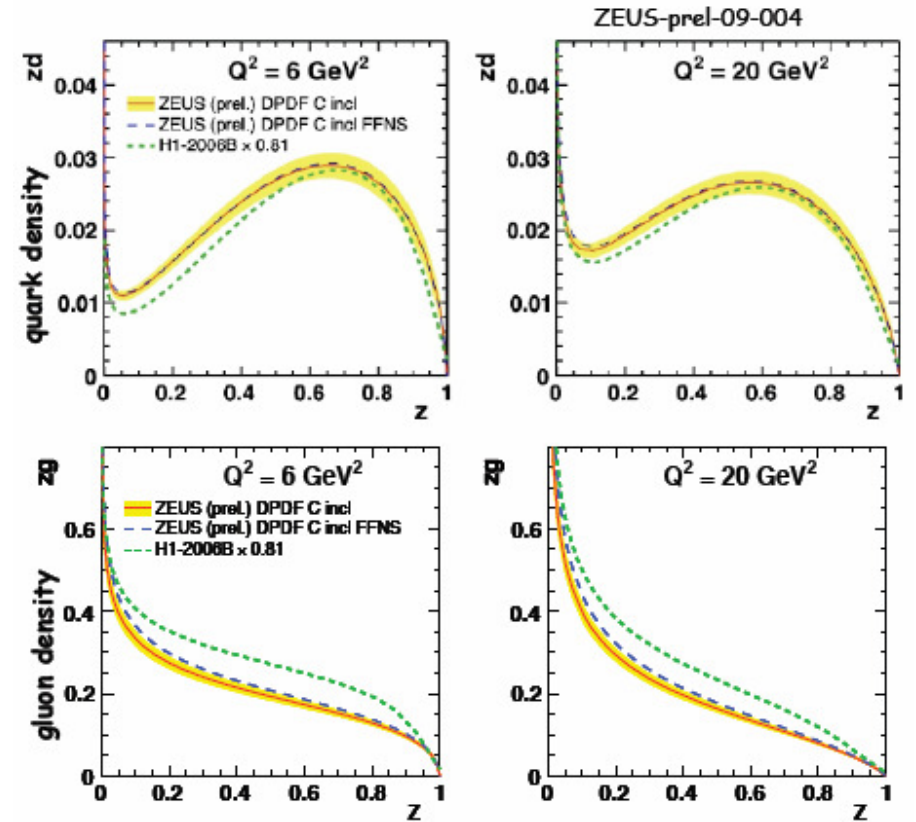 ZEUS-prel-09-004
zd
Q² = 6 GeV²
ZEUS (prel.) DPDF C incl
ZEUS (prel.) DPDF C incl FFNS
H1-2006B × 0.81
quark density
0.04
0.03
0.02
0.01
0
0 0.2 0.4 0.6 0.8 1
z
zd
Q² = 20 GeV²
0.04
0.03
0.02
0.01
0
0 0.2 0.4 0.6 0.8 1
z
zg
Q² = 6 GeV²
ZEUS (prel.) DPDF C incl
ZEUS (prel.) DPDF C incl FFNS
H1-2006B × 0.81
gluon density
0.6
0.4
0.2
0
0 0.2 0.4 0.6 0.8 1
z
zg
Q² = 20 GeV²
0.6
0.4
0.2
0
0 0.2 0.4 0.6 0.8 1
z